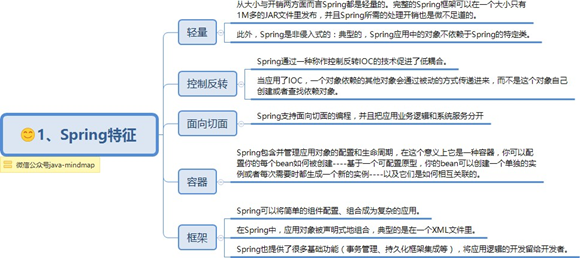 从大小与开销两方面而言Spring都是轻量的。完整的Spring框架可以在一个大小只有
1M多的JAR文件里发布，并且Spring所需的处理开销也是微不足道的。
轻量
此外，Spring是非侵入式的：典型的，Spring应用中的对象不依赖于Spring的特定类。
Spring通过一种称作控制反转IOC的技术促进了低耦合。
控制反转
当应用了IOC，一个对象依赖的其他对象会通过被动的方式传递进来，而不是这个对象自己
创建或者查找依赖对象。
1、Spring特征
微信公众号java-mindmap
面向切面
Spring支持面向切面的编程，并且把应用业务逻辑和系统服务分开
容器
Spring包含并管理应用对象的配置和生命周期，在这个意义上它是一种容器，你可以配
置你的每个bean如何被创建----基于一个可配置原型，你的bean可以创建一个单独的实
例或者每次需要时都生成一个新的实例----以及它们是如何相互关联的。
框架
Spring可以将简单的组件配置、组合成为复杂的应用。
在Spring中，应用对象被声明式地组合，典型的是在一个XML文件里。
Spring也提供了很多基础功能（事务管理、持久化框架集成等），将应用逻辑的开发留给开发者。